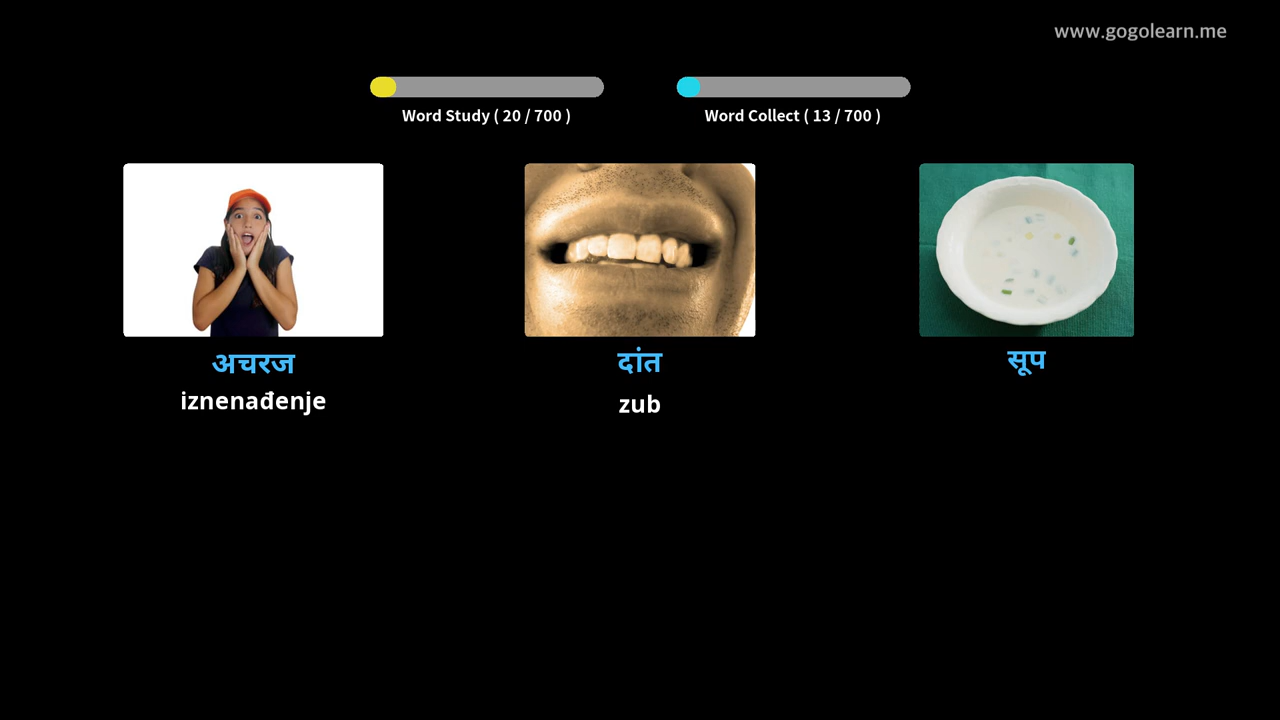 www.gogolearn.me
Word Study ( 20 / 700 )
Word Collect ( 13 / 700 )
अचरज
iznenađenje
दांत
zub
सूप